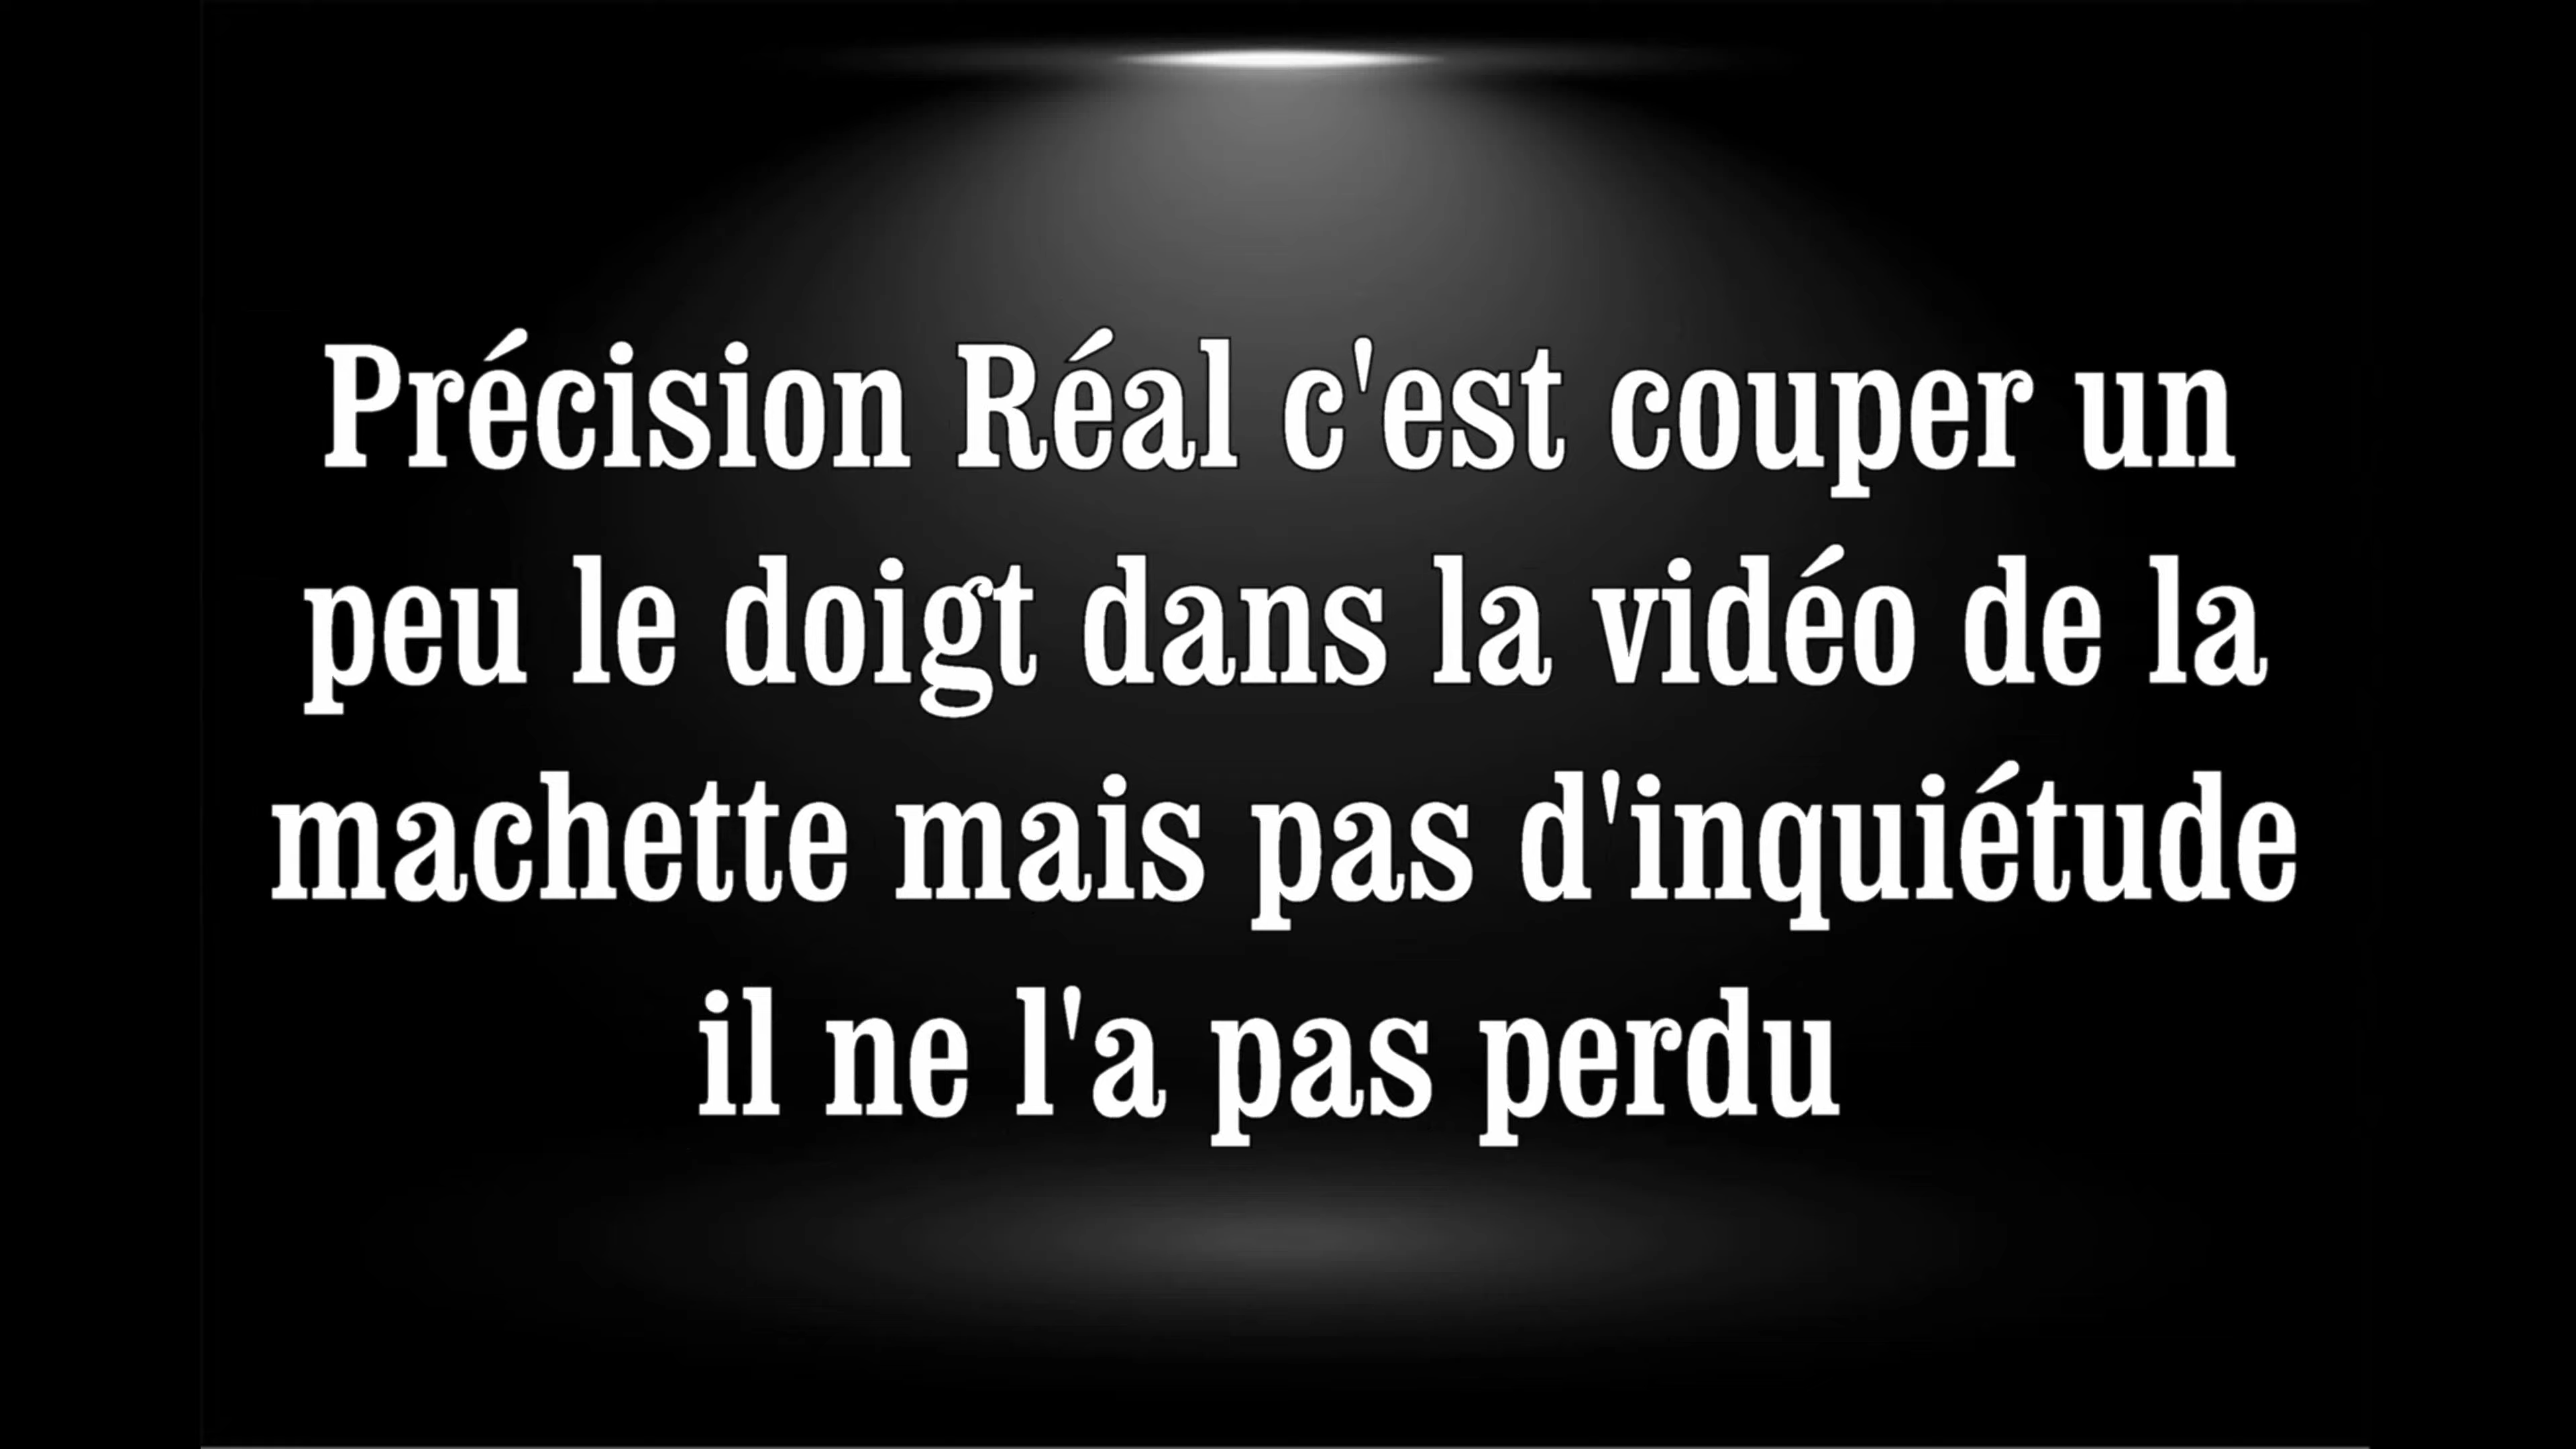 Précision Réal c'est couper un
peu le doigt dans la vidéo de la
machette mais pas d'inquiétude
il ne l'a pas perdu